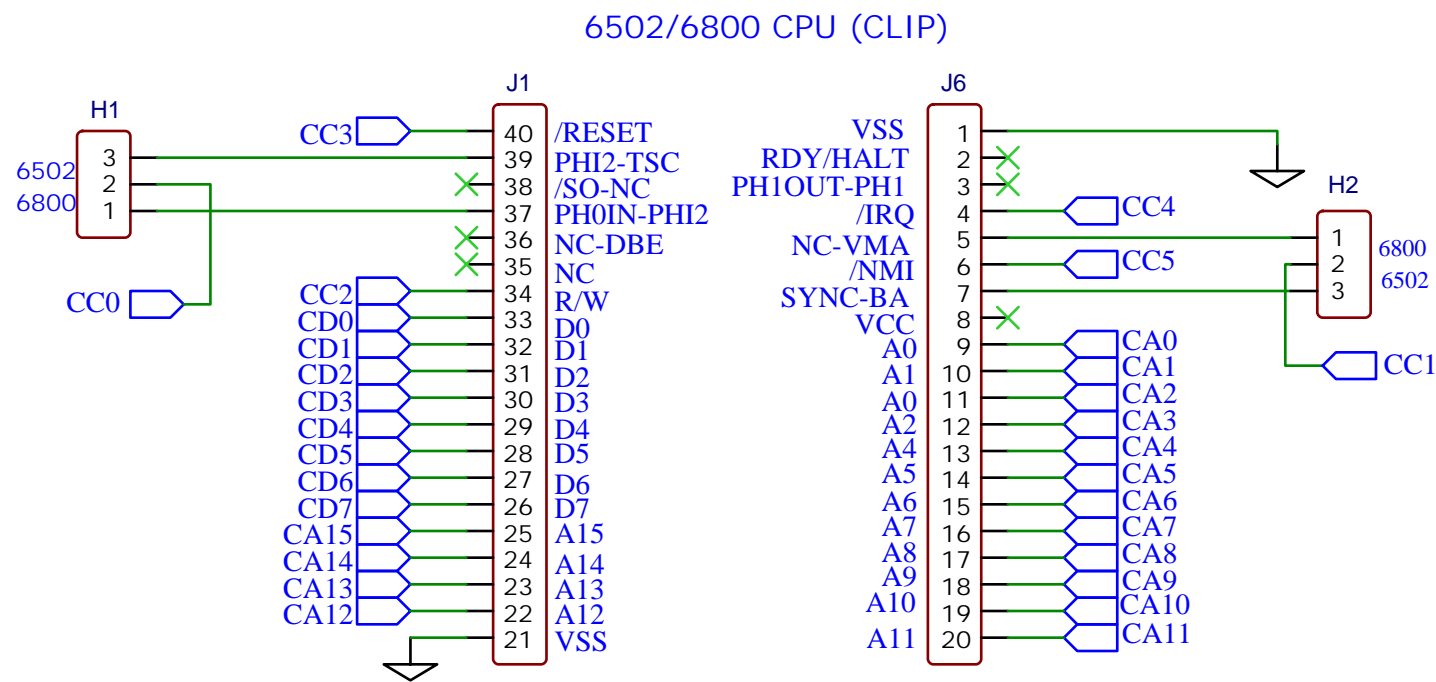 6502/6800 CPU (CLIP)
H1
3
2
1
6502
6800
CC0
J1
CC3 40 /RESET
39 PHI2-TSC
38 /SO-NC
37 PH0IN-PHI2
36 NC-DBE
35 NC
CC2 34 R/W
CD0 33 D0
CD1 32 D1
CD2 31 D2
CD3 30 D3
CD4 29 D4
CD5 28 D5
CD6 27 D6
CD7 26 D7
CA15 25 A15
CA14 24 A14
CA13 23 A13
CA12 22 A12
21 VSS
J6
VSS 1
RDY/HALT 2
PH1OUT-PH1 3
/IRQ 4 CC4
NC-VMA 5
/NMI 6 CC5
SYNC-BA 7
VCC 8
A0 9 CA0
A1 10 CA1
A0 11 CA2
A2 12 CA3
A4 13 CA4
A5 14 CA5
A6 15 CA6
A7 16 CA7
A8 17 CA8
A9 18 CA9
A10 19 CA10
A11 20 CA11
H2
1
2
3
6800
6502
CC1